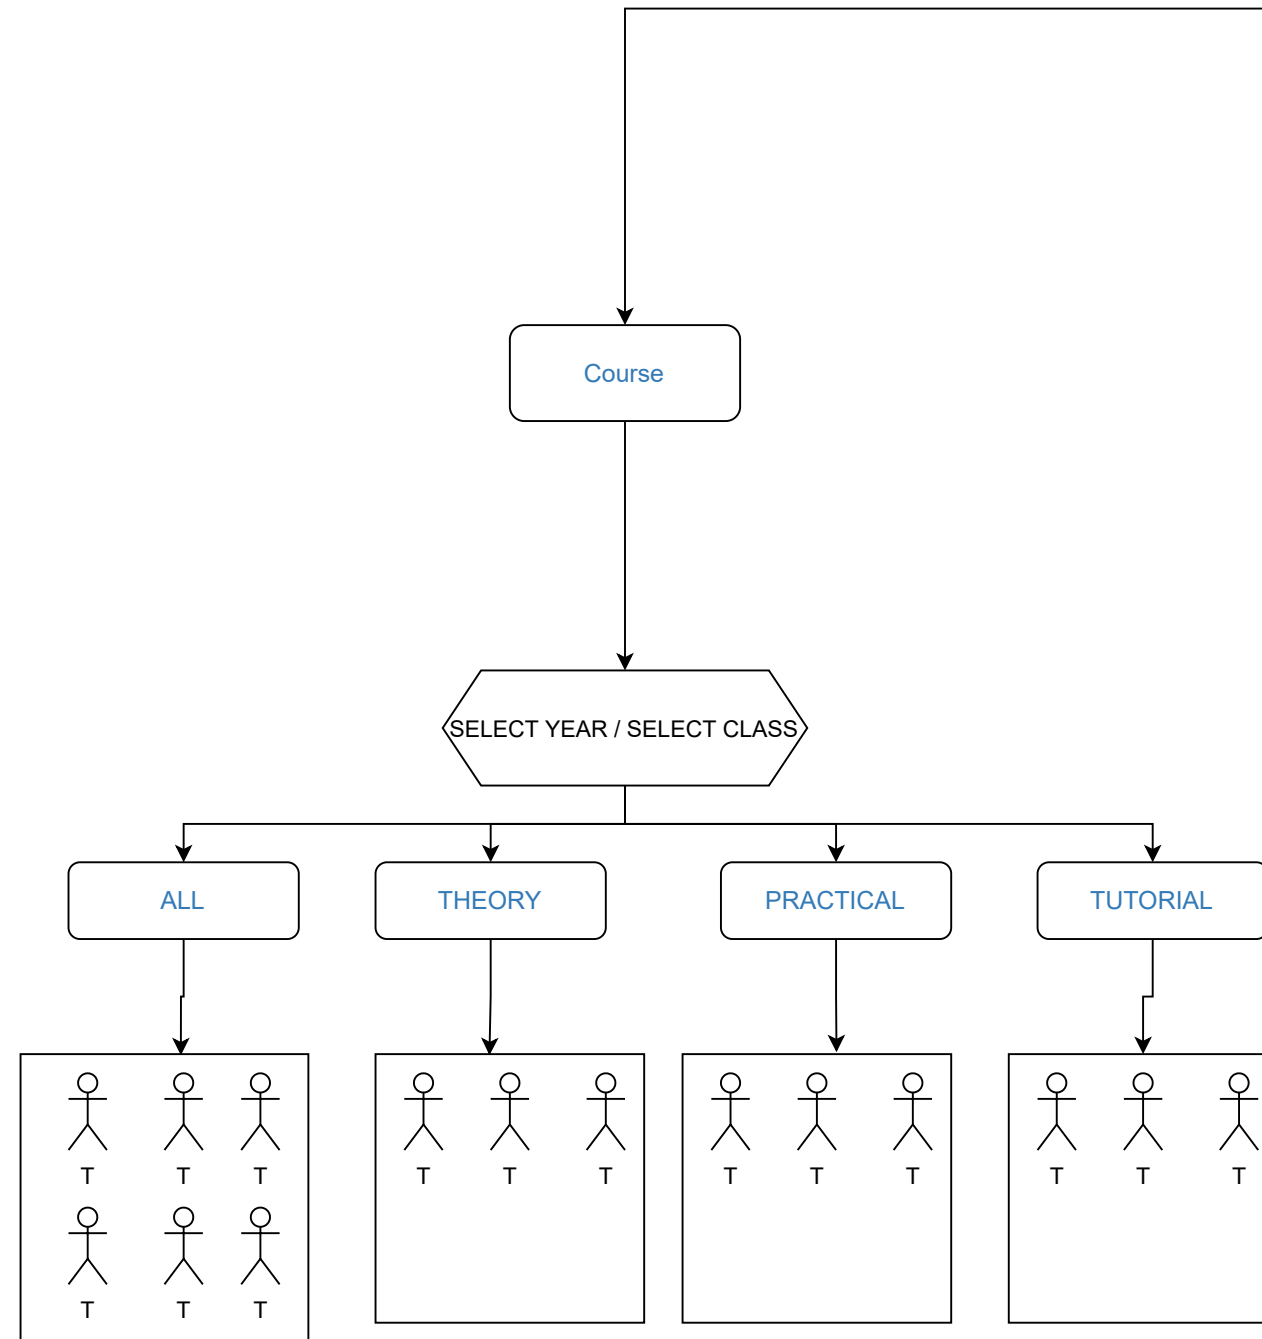 Course
SELECT YEAR / SELECT CLASS
ALL
THEORY
PRACTICAL
TUTORIAL
T T T T T T T T T T T T
T T T